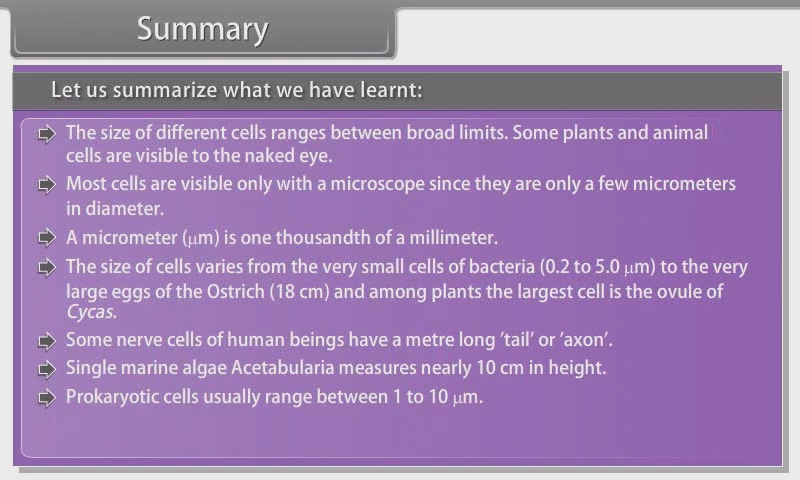 Summary
Let us summarize what we have learnt:
The size of different cells ranges between broad limits. Some plants and animal
cells are visible to the naked eye.
Most cells are visible only with a microscope since they are only a few micrometers
in diameter.
A micrometer (μm) is one thousandth of a millimeter.
The size of cells varies from the very small cells of bacteria (0.2 to 5.0 μm) to the very
large eggs of the Ostrich (18 cm) and among plants the largest cell is the ovule of
Cycas.
Some nerve cells of human beings have a metre long 'tail' or 'axon'.
Single marine algae Acetabularia measures nearly 10 cm in height.
Prokaryotic cells usually range between 1 to 10 μm.